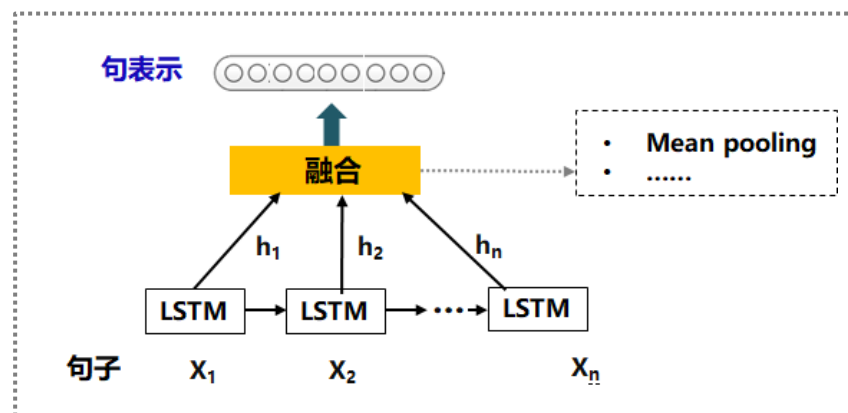 句表示
融合
• Mean pooling
• ......
h1
h2
hn
LSTM
LSTM
...
LSTM
句子
X1
X2
Xn